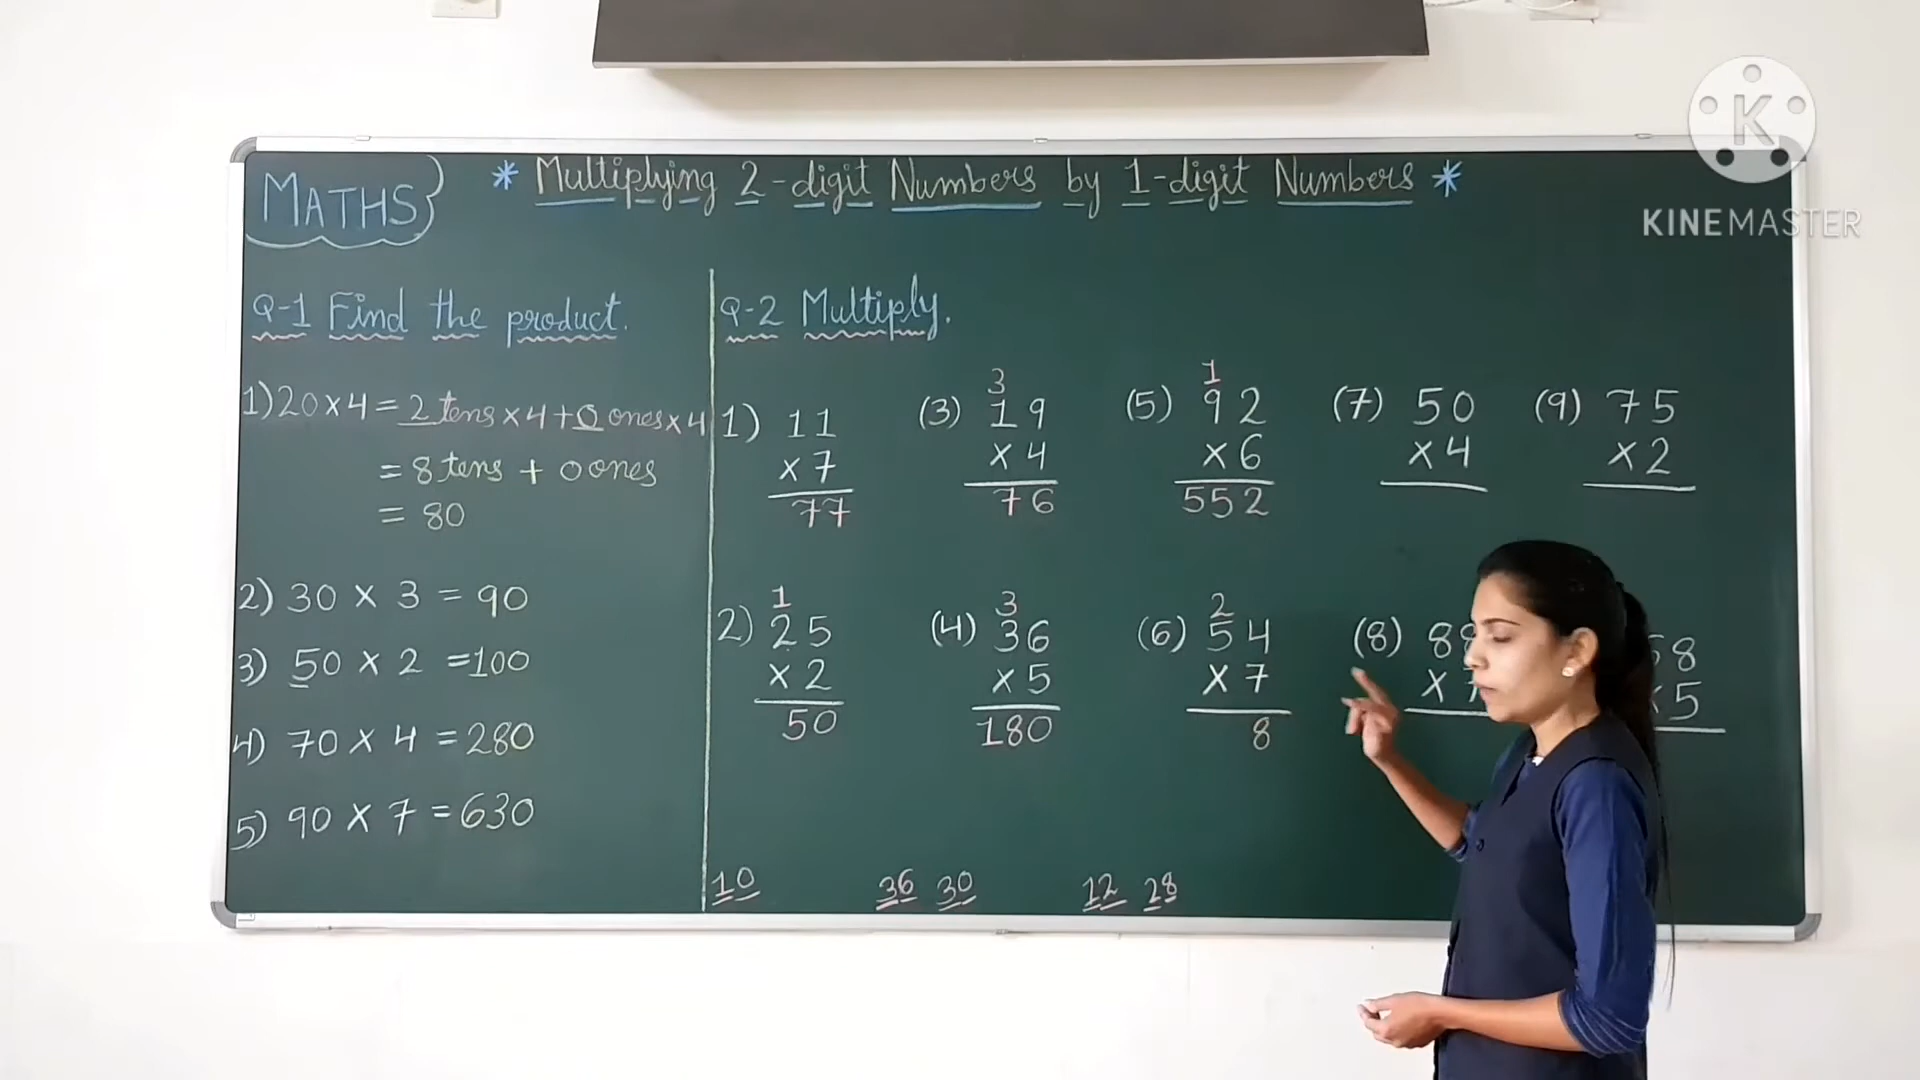 MATHS
* Multiplying 2-digit Numbers by 1-digit Numbers *
K
KINEMASTER
Q-1 Find the product.
1) 20 x 4 = 2 tens x 4 + 0 ones x 4
= 8 tens + 0 ones
= 80
2) 30 x 3 = 90
3) 50 x 2 = 100
4) 70 x 4 = 280
5) 90 x 7 = 630
Q-2 Multiply.
1) 11
x 7
77
1
2) 25
x 2
50
3
(3) 19
x 4
76
3
(4) 36
x 5
180
1
(5) 92
x 6
552
2
(6) 54
x 7
8
(7) 50
x 4
(8) 88
x 7
(9) 75
x 2
8
x 5
10
36 30
12 28